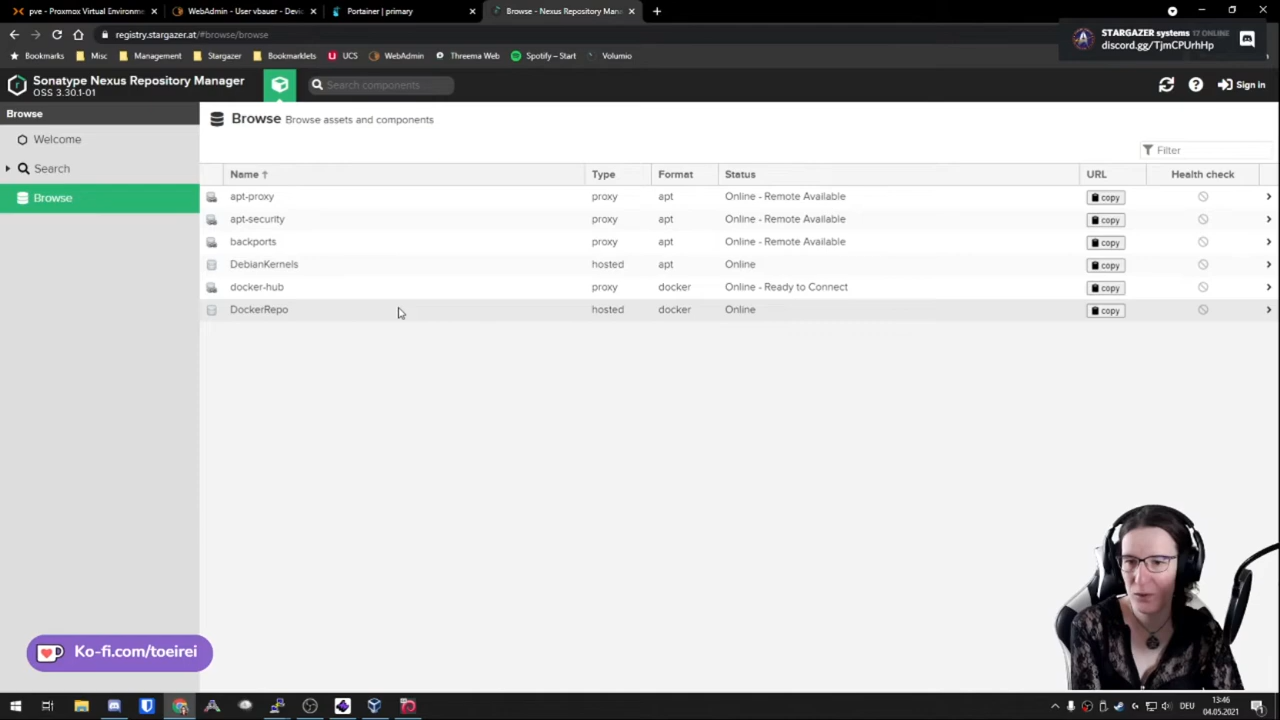 pve - Proxmox Virtual Environme
WebAdmin - User vbauer - Devic
Portainer | primary
Browse - Nexus Repository Man
registry.stargazer.at/#browse/browse
STARGAZER systems 17 ONLINE
discord.gg/TjmCPUrhHp
Bookmarks
Misc
Management
Stargazer
Bookmarklets
UCS
WebAdmin
Threema Web
Spotify – Start
Volumio
Sonatype Nexus Repository Manager
OSS 3.30.1-01
Search components
Sign in
Browse
Welcome
Search
Browse
Browse Browse assets and components
Filter
Name Type Format Status URL Health check
apt-proxy proxy apt Online - Remote Available copy
apt-security proxy apt Online - Remote Available copy
backports proxy apt Online - Remote Available copy
DebianKernels hosted apt Online copy
docker-hub proxy docker Online - Ready to Connect copy
DockerRepo hosted docker Online copy
Ko-fi.com/toeirei
DEU
13:46
04.05.2021